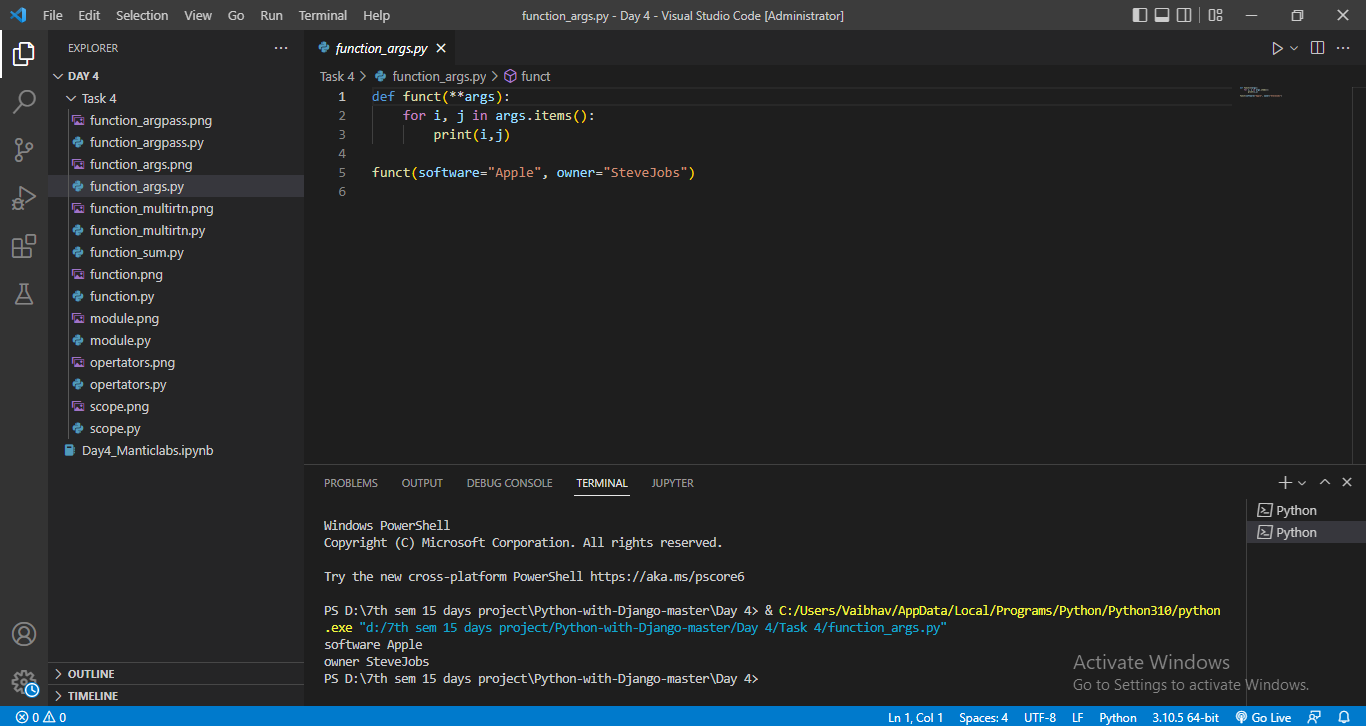 File Edit Selection View Go Run Terminal Help function_args.py - Day 4 - Visual Studio Code [Administrator]
EXPLORER
DAY 4
Task 4
function_argpass.png
function_argpass.py
function_args.png
function_args.py
function_multirtn.png
function_multirtn.py
function_sum.py
function.png
function.py
module.png
module.py
opertators.png
opertators.py
scope.png
scope.py
Day4_Manticlabs.ipynb
OUTLINE
TIMELINE
function_args.py
Task 4 > function_args.py > funct
1 def funct(**args):
2 for i, j in args.items():
3 print(i,j)
4
5 funct(software="Apple", owner="SteveJobs")
6
PROBLEMS OUTPUT DEBUG CONSOLE TERMINAL JUPYTER
Windows PowerShell
Copyright (C) Microsoft Corporation. All rights reserved.
Try the new cross-platform PowerShell https://aka.ms/pscore6
PS D:\7th sem 15 days project\Python-with-Django-master\Day 4> & C:/Users/Vaibhav/AppData/Local/Programs/Python/Python310/python
.exe "d:/7th sem 15 days project/Python-with-Django-master/Day 4/Task 4/function_args.py"
software Apple
owner SteveJobs
PS D:\7th sem 15 days project\Python-with-Django-master\Day 4>
Python
Python
Activate Windows
Go to Settings to activate Windows.
0 0 Ln 1, Col 1 Spaces: 4 UTF-8 LF Python 3.10.5 64-bit Go Live